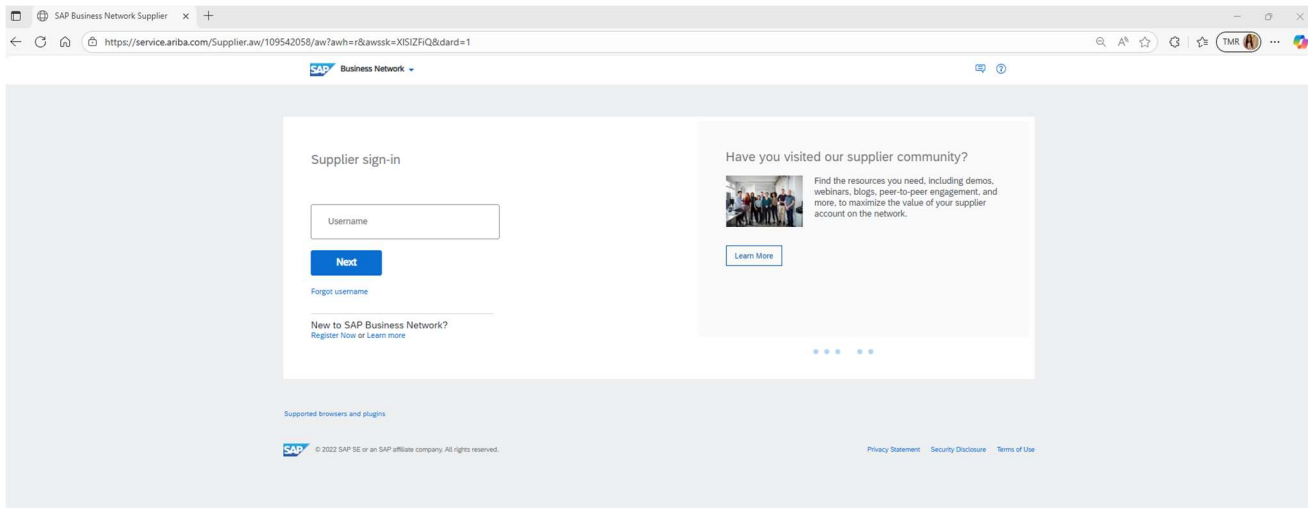 SAP Business Network Supplier
https://service.ariba.com/Supplier.aw/109542058/aw?awh=r&awssk=XlSIZFiQ&dard=1
TMR
SAP Business Network
Supplier sign-in
Username
Next
Forgot username
New to SAP Business Network?
Register Now or Learn more
Have you visited our supplier community?
Find the resources you need, including demos,
webinars, blogs, peer-to-peer engagement, and
more, to maximize the value of your supplier
account on the network.
Learn More
Supported browsers and plugins
SAP © 2022 SAP SE or an SAP affiliate company. All rights reserved.
Privacy Statement Security Disclosure Terms of Use